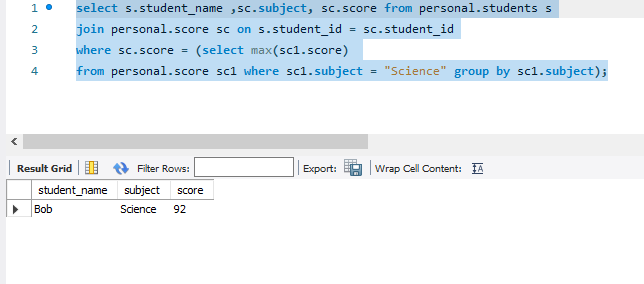 1 select s.student_name ,sc.subject, sc.score from personal.students s
2 join personal.score sc on s.student_id = sc.student_id
3 where sc.score = (select max(sc1.score)
4 from personal.score sc1 where sc1.subject = "Science" group by sc1.subject);
Result Grid Filter Rows: Export: Wrap Cell Content:
student_name subject score
Bob Science 92